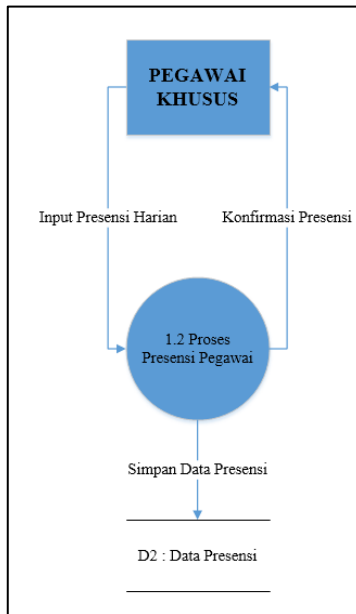 PEGAWAI
KHUSUS
Input Presensi Harian
Konfirmasi Presensi
1.2 Proses
Presensi Pegawai
Simpan Data Presensi
D2 : Data Presensi